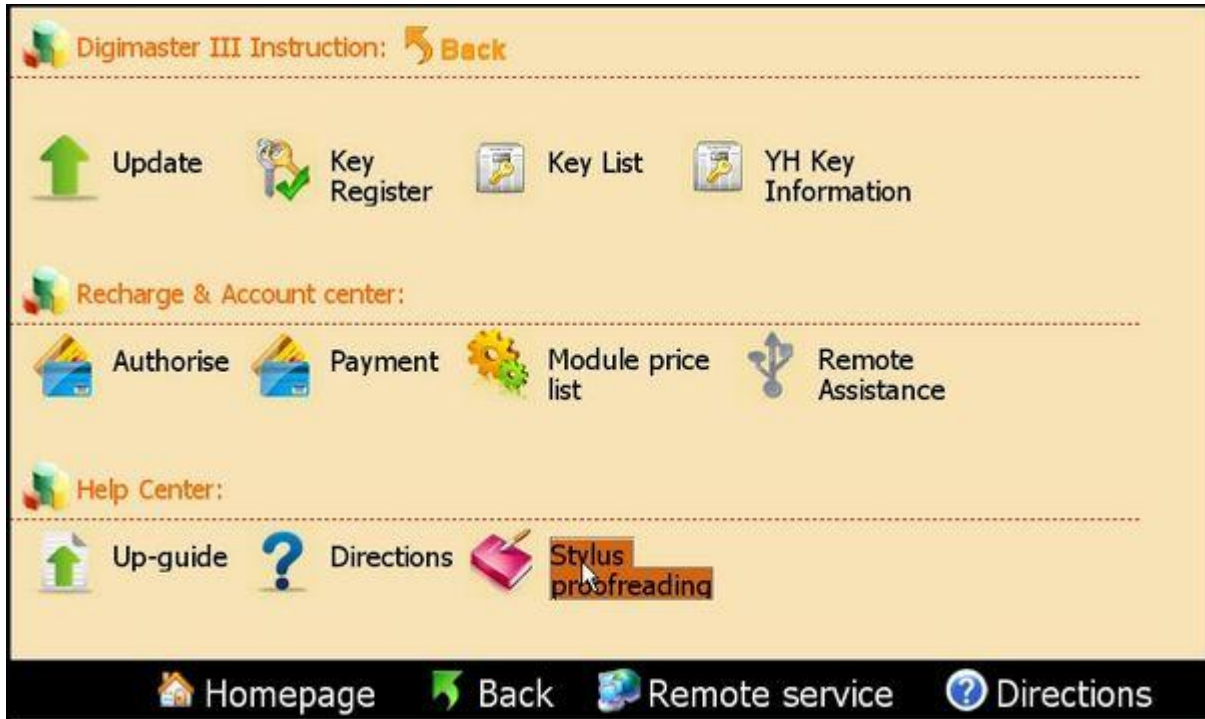 Digimaster III Instruction: Back
Update Key Register Key List YH Key Information
Recharge & Account center:
Authorise Payment Module price list Remote Assistance
Help Center:
Up-guide Directions Stylus proofreading
Homepage Back Remote service Directions